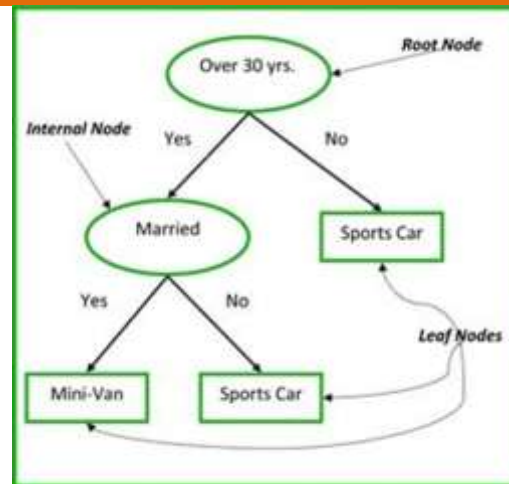 Root Node
Over 30 yrs.
Internal Node
Yes
No
Married
Sports Car
Yes
No
Leaf Nodes
Mini-Van
Sports Car